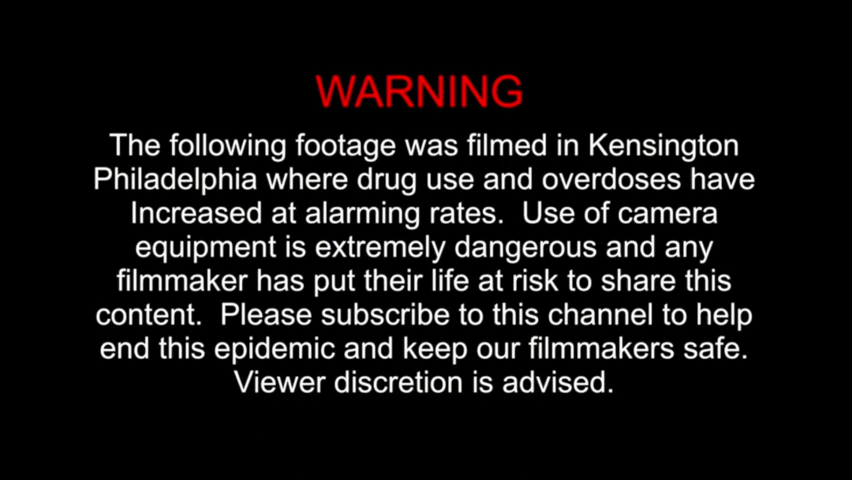 WARNING
The following footage was filmed in Kensington
Philadelphia where drug use and overdoses have
Increased at alarming rates.  Use of camera
equipment is extremely dangerous and any
filmmaker has put their life at risk to share this
content.  Please subscribe to this channel to help
end this epidemic and keep our filmmakers safe.
Viewer discretion is advised.